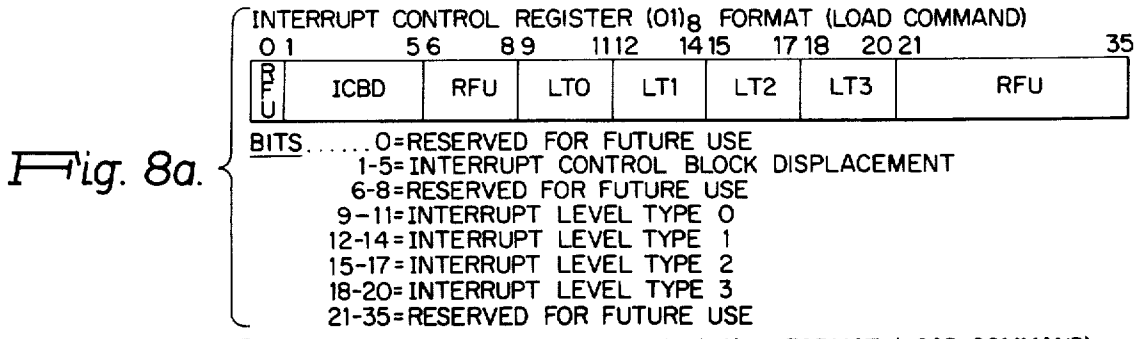 INTERRUPT CONTROL REGISTER (01)8 FORMAT (LOAD COMMAND)
0 1 5 6 8 9 11 12 14 15 17 18 20 21 35
RFU ICBD RFU LT0 LT1 LT2 LT3 RFU
BITS......0=RESERVED FOR FUTURE USE
1-5=INTERRUPT CONTROL BLOCK DISPLACEMENT
6-8=RESERVED FOR FUTURE USE
9-11=INTERRUPT LEVEL TYPE 0
12-14=INTERRUPT LEVEL TYPE 1
15-17=INTERRUPT LEVEL TYPE 2
18-20=INTERRUPT LEVEL TYPE 3
21-35=RESERVED FOR FUTURE USE
Fig. 8a.